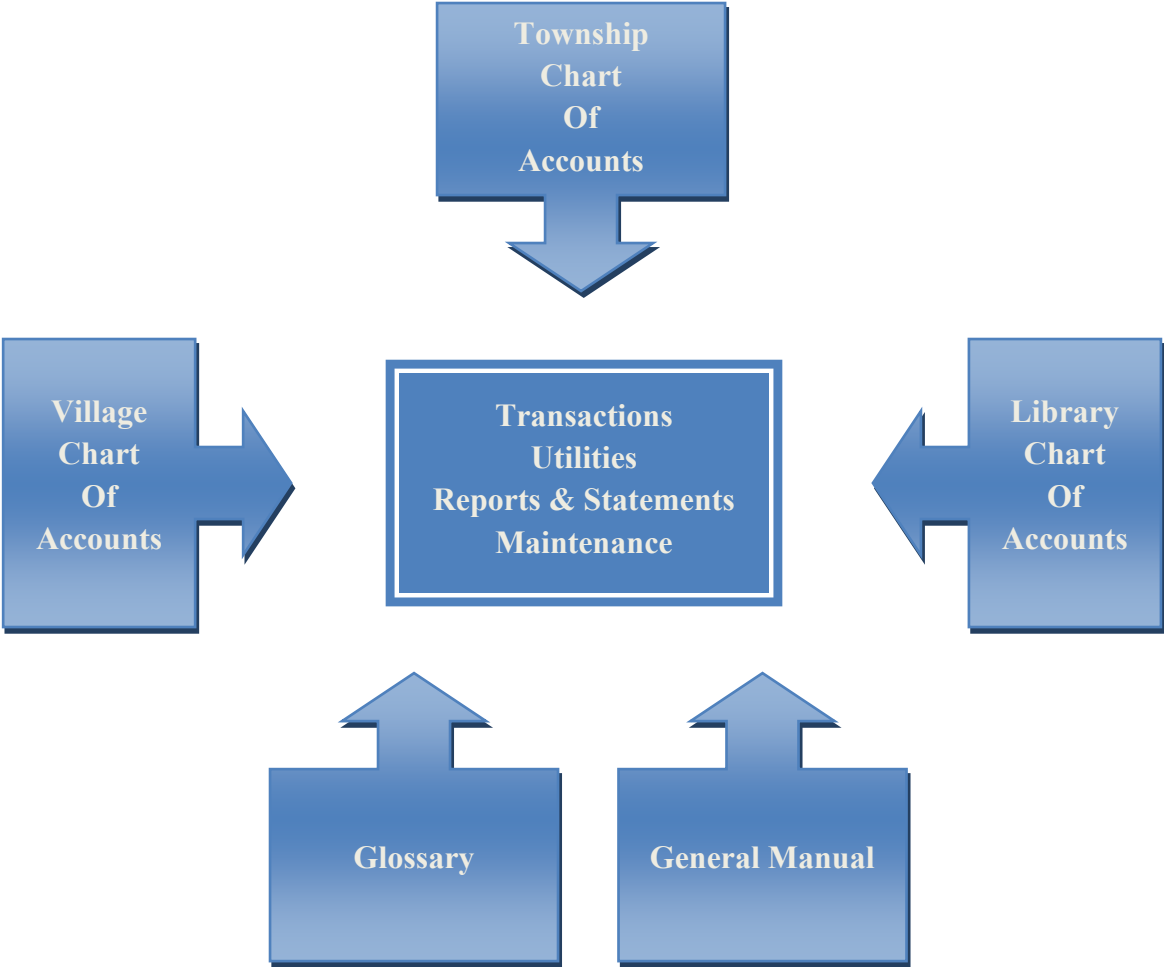 Township
Chart
Of
Accounts
Village
Chart
Of
Accounts
Transactions
Utilities
Reports & Statements
Maintenance
Library
Chart
Of
Accounts
Glossary
General Manual